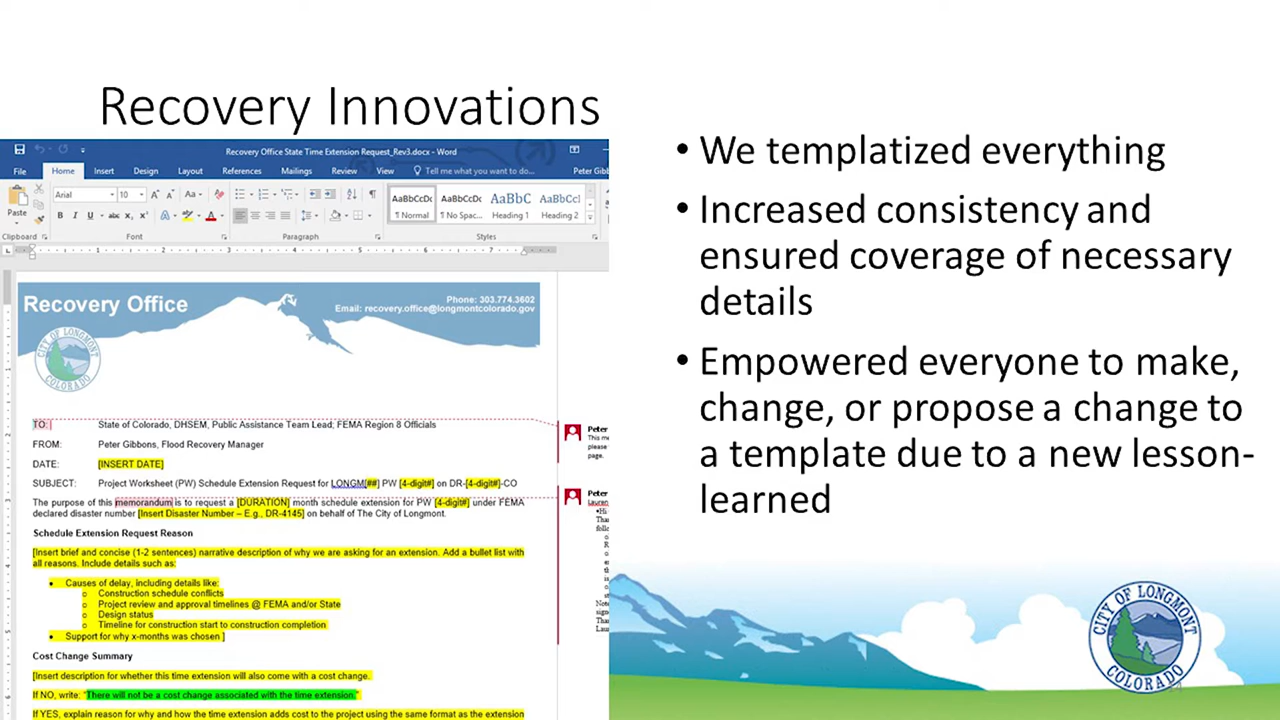 Recovery Innovations
Recovery Office State Time Extension Request_Rev3.docx - Word
File Home Insert Design Layout References Mailings Review View Tell me what you want to do... Peter Gibbons
Paste
Arial 10
AaBbCcDc AaBbCcDc AaBbC AaBbCcI
¶ Normal ¶ No Spac... Heading 1 Heading 2
Clipboard Font Paragraph Styles
Recovery Office
Phone: 303.774.3602
Email: recovery.office@longmontcolorado.gov
CITY OF LONGMONT
COLORADO
TO: State of Colorado, DHSEM, Public Assistance Team Lead; FEMA Region 8 Officials
FROM: Peter Gibbons, Flood Recovery Manager
DATE: [INSERT DATE]
SUBJECT: Project Worksheet (PW) Schedule Extension Request for LONGM[##] PW [4-digit#] on DR-[4-digit#]-CO
The purpose of this memorandum is to request a [DURATION] month schedule extension for PW [4-digit#] under FEMA
declared disaster number [Insert Disaster Number – E.g., DR-4145] on behalf of The City of Longmont.
Schedule Extension Request Reason
[Insert brief and concise (1-2 sentences) narrative description of why we are asking for an extension. Add a bullet list with
all reasons. Include details such as:
• Causes of delay, including details like:
o Construction schedule conflicts
o Project review and approval timelines @ FEMA and/or State
o Design status
o Timeline for construction start to construction completion
• Support for why x-months was chosen ]
Cost Change Summary
[Insert description for whether this time extension will also come with a cost change.
If NO, write: "There will not be a cost change associated with the time extension."
If YES, explain reason for why and how the time extension adds cost to the project using the same format as the extension
Peter
This me
please
page.
Peter
• We templatized everything
• Increased consistency and
ensured coverage of necessary
details
• Empowered everyone to make,
change, or propose a change to
a template due to a new lesson-
learned
CITY OF LONGMONT
COLORADO